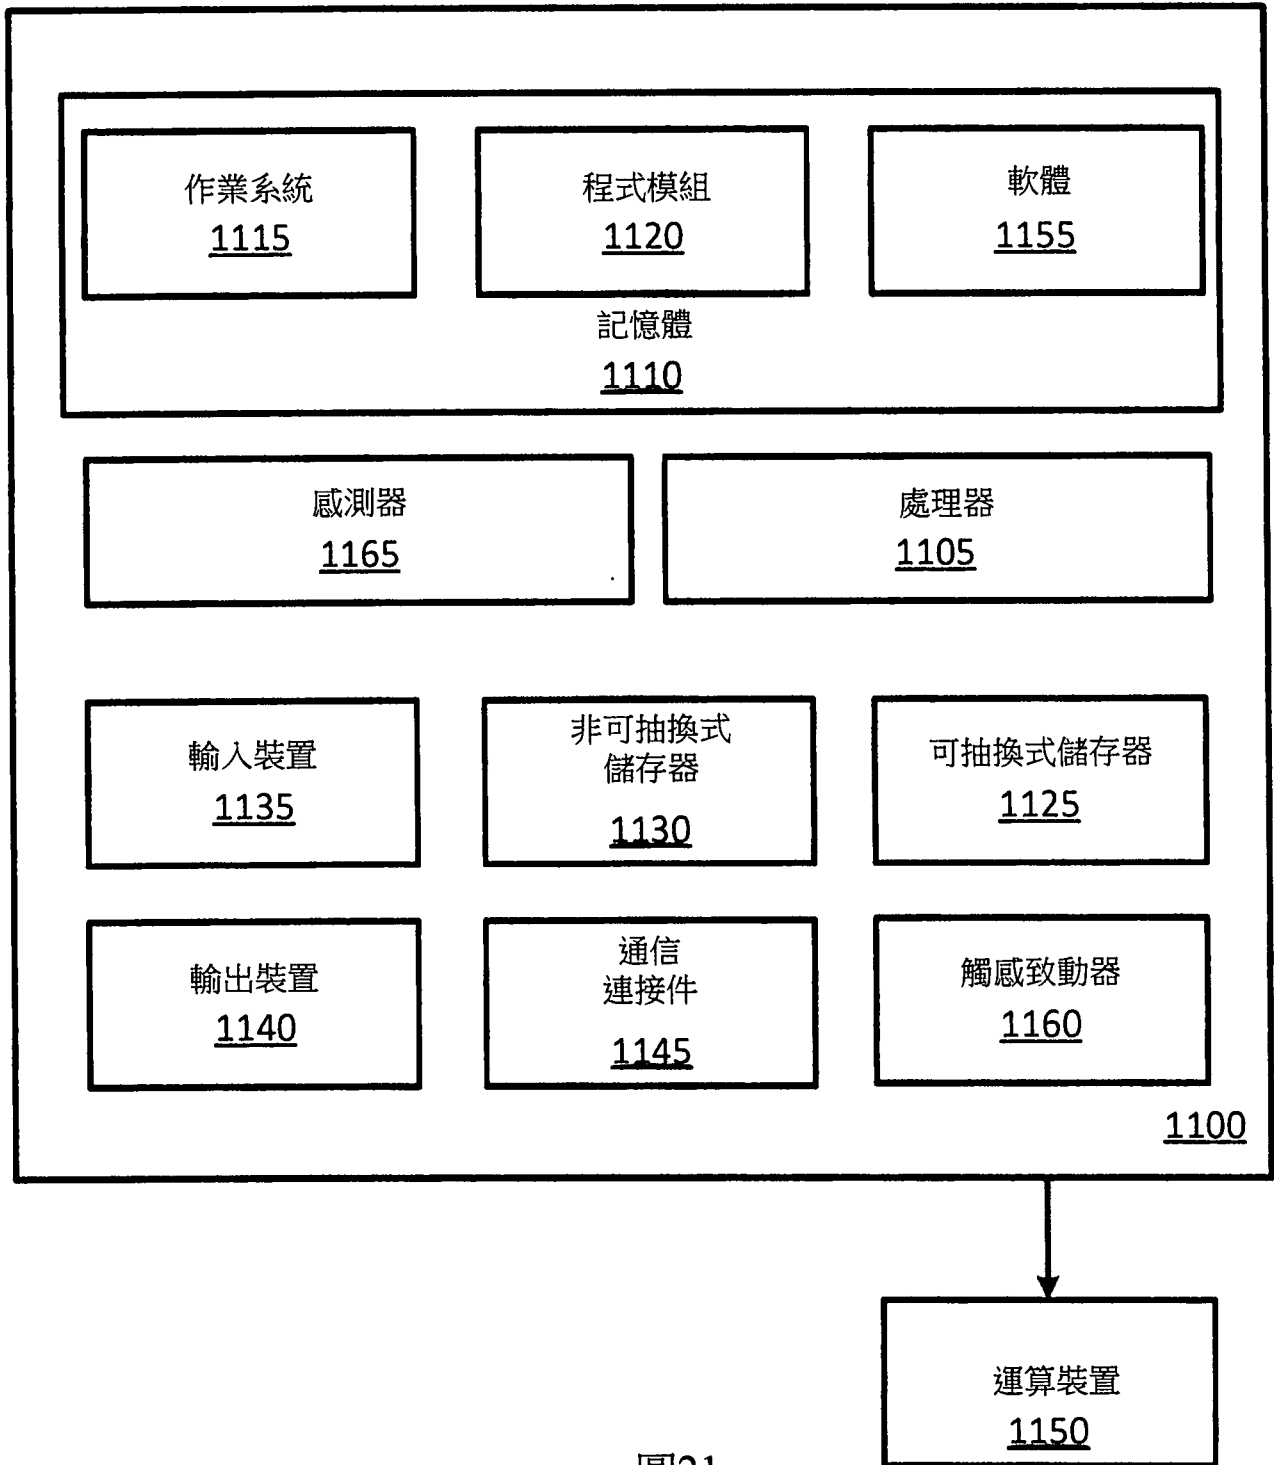 作業系統
1115
程式模組
1120
軟體
1155
記憶體
1110
感測器
1165
處理器
1105
輸入裝置
1135
非可抽換式
儲存器
1130
可抽換式儲存器
1125
輸出裝置
1140
通信
連接件
1145
觸感致動器
1160
1100
運算裝置
1150
圖21